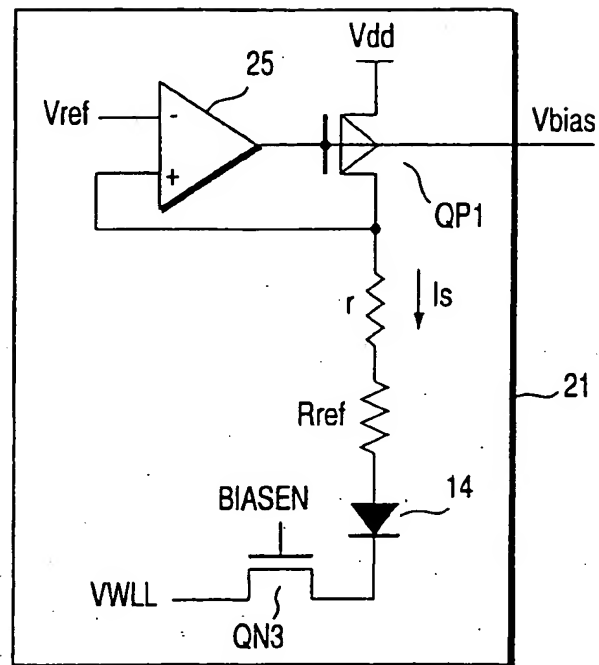 Vdd
25
Vref
-
Vbias
+
QP1
r
Is
Rref
21
14
BIASEN
VWLL
QN3